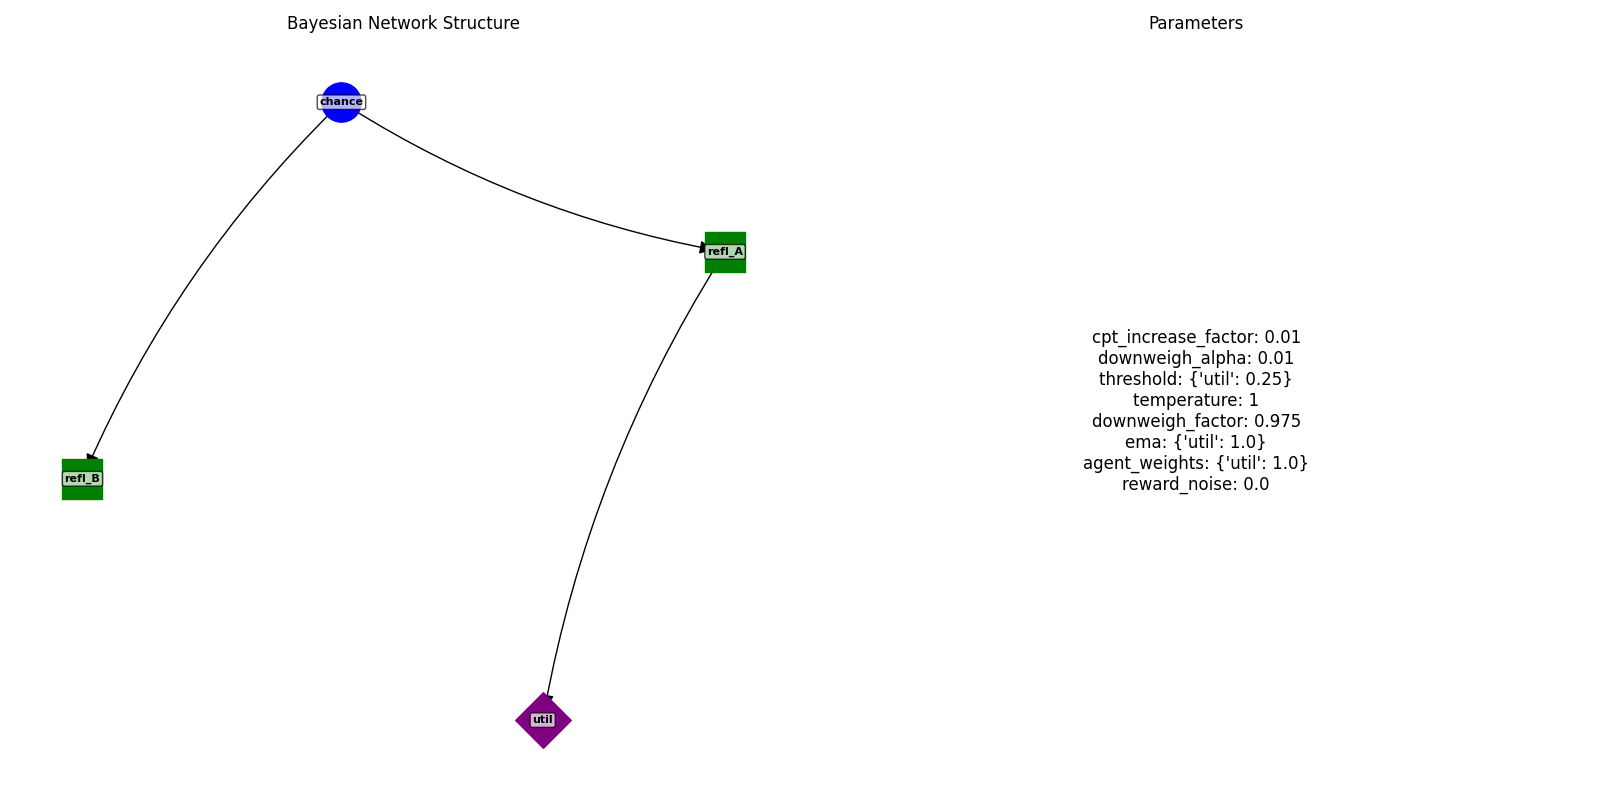 Bayesian Network Structure
Parameters
chance
refl_A
refl_B
util
cpt_increase_factor: 0.01
downweigh_alpha: 0.01
threshold: {'util': 0.25}
temperature: 1
downweigh_factor: 0.975
ema: {'util': 1.0}
agent_weights: {'util': 1.0}
reward_noise: 0.0